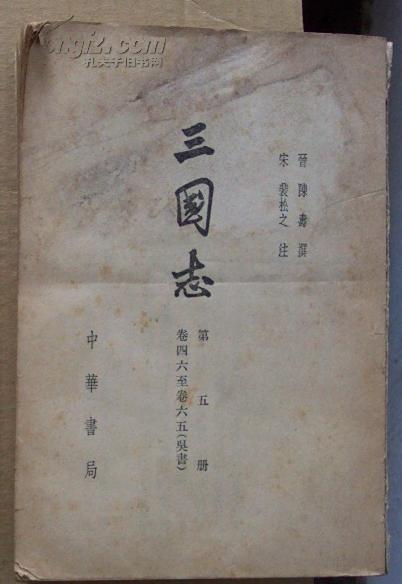 kongfz.com
孔夫子旧书网
晉 陳壽 撰
宋 裴松之 注
三國志
第五册
卷四六至卷六五(吳書)
中華書局